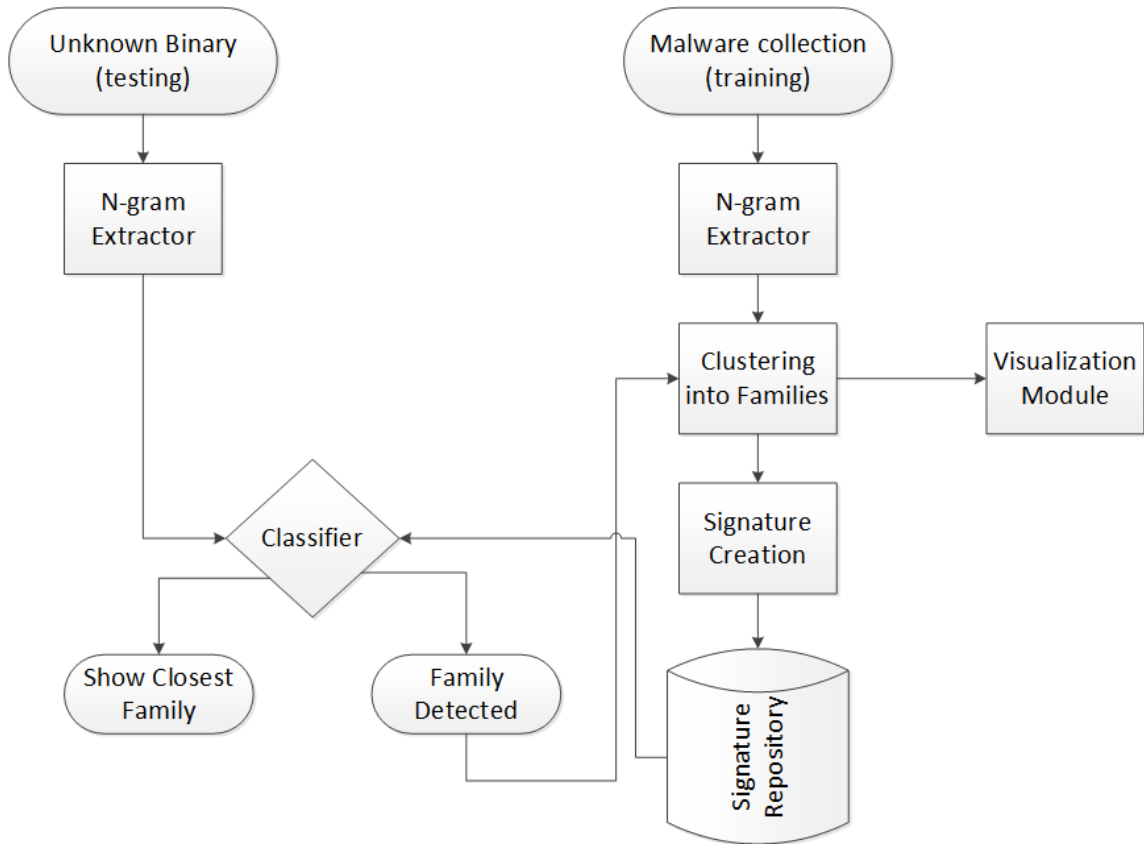 Unknown Binary
(testing)
Malware collection
(training)
N-gram
Extractor
N-gram
Extractor
Clustering
into Families
Visualization
Module
Classifier
Signature
Creation
Show Closest
Family
Family
Detected
Signature
Repository